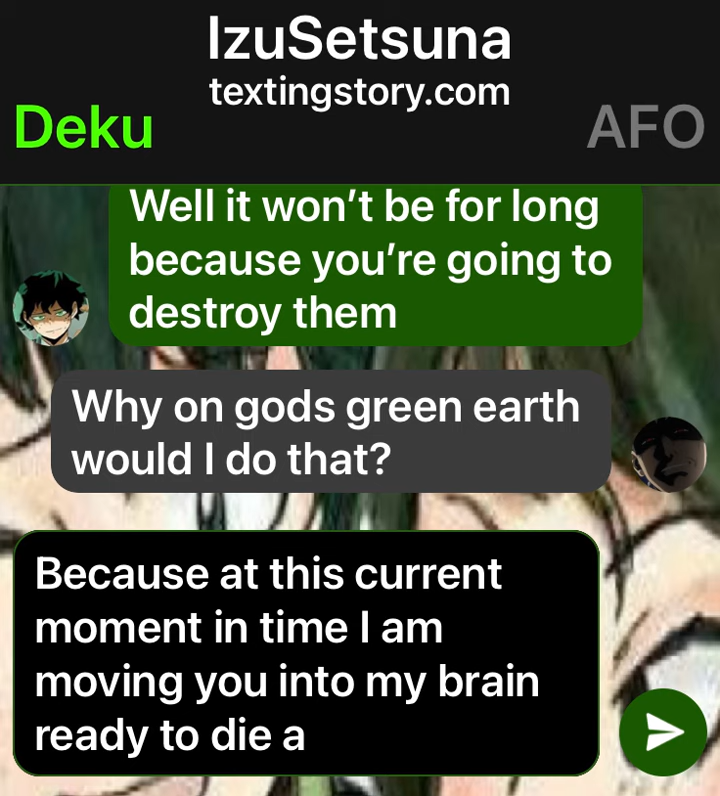 IzuSetsuna
textingstory.com
Deku
AFO
Well it won’t be for long
because you’re going to
destroy them
Why on gods green earth
would I do that?
Because at this current
moment in time I am
moving you into my brain
ready to die a